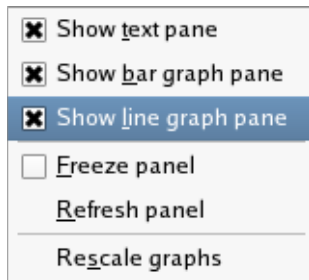 Show text pane
Show bar graph pane
Show line graph pane
Freeze panel
Refresh panel
Rescale graphs